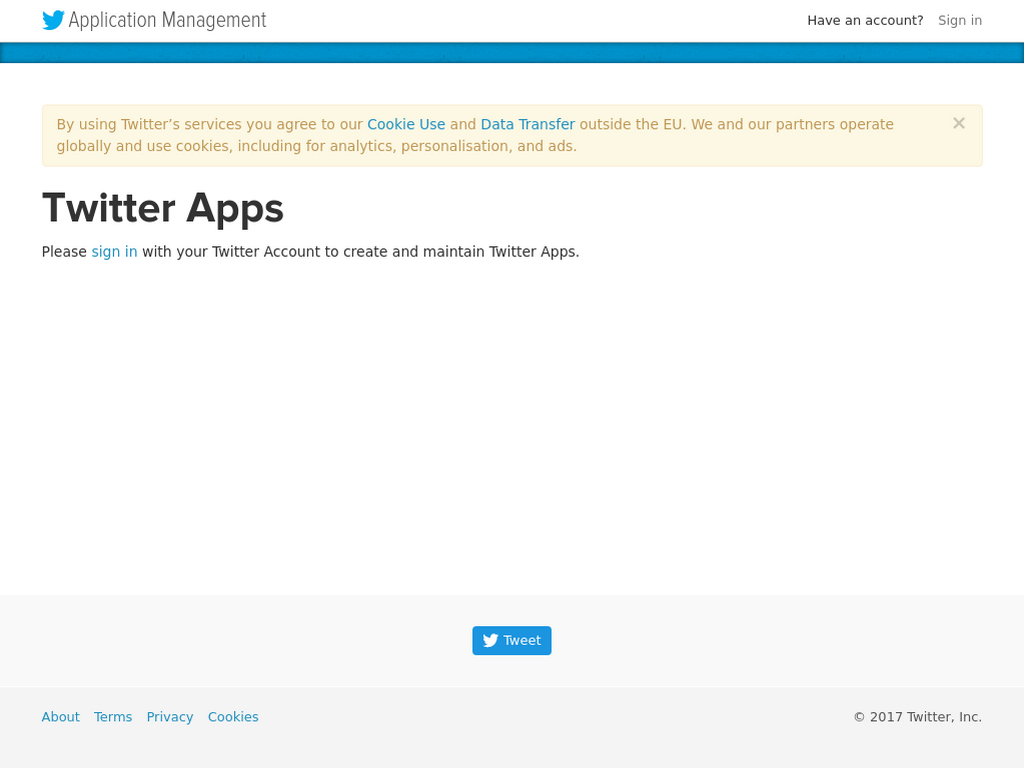 Application Management
Have an account? Sign in
By using Twitter’s services you agree to our Cookie Use and Data Transfer outside the EU. We and our partners operate
globally and use cookies, including for analytics, personalisation, and ads.
×
Twitter Apps
Please sign in with your Twitter Account to create and maintain Twitter Apps.
Tweet
About Terms Privacy Cookies
© 2017 Twitter, Inc.